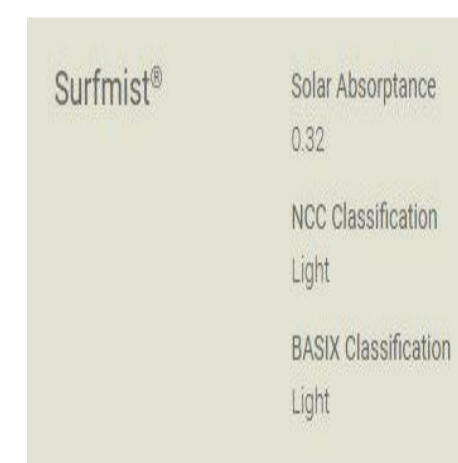 Surfmist®
Solar Absorptance
0.32
NCC Classification
Light
BASIX Classification
Light